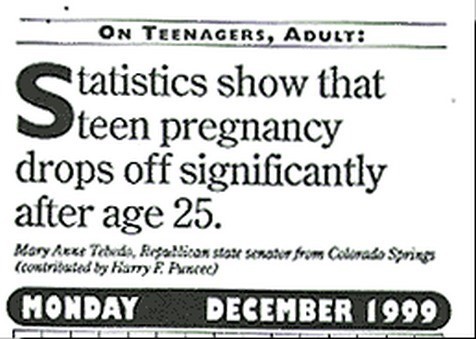 ON TEENAGERS, ADULT:
Statistics show that
teen pregnancy
drops off significantly
after age 25.
Mary Anne Tebedo, Republican state senator from Colorado Springs
(contributed by Harry F. Puncec)
MONDAY DECEMBER 1999